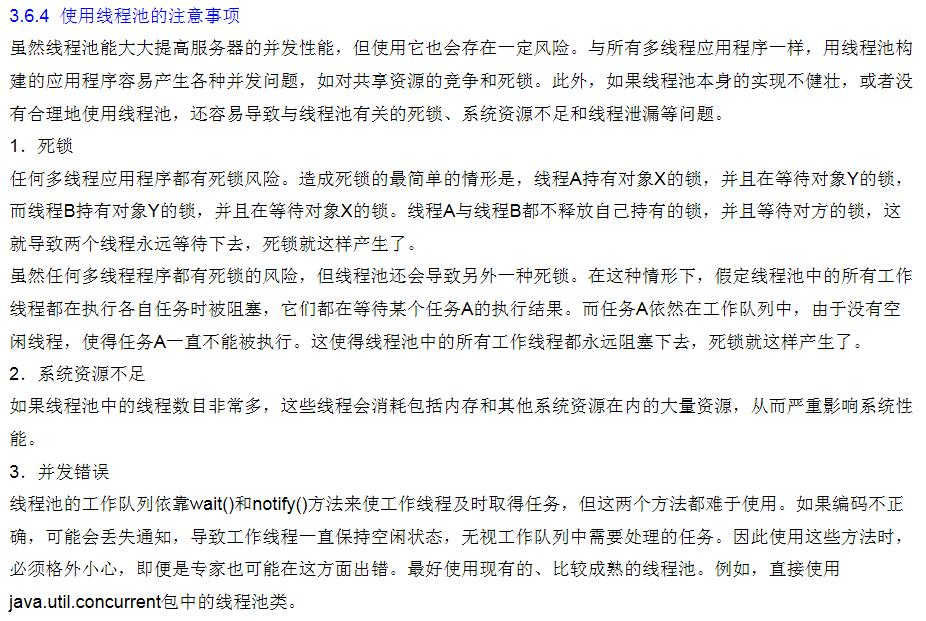 3.6.4 使用线程池的注意事项
虽然线程池能大大提高服务器的并发性能，但使用它也会存在一定风险。与所有多线程应用程序一样，用线程池构
建的应用程序容易产生各种并发问题，如对共享资源的竞争和死锁。此外，如果线程池本身的实现不健壮，或者没
有合理地使用线程池，还容易导致与线程池有关的死锁、系统资源不足和线程泄漏等问题。
1．死锁
任何多线程应用程序都有死锁风险。造成死锁的最简单的情形是，线程A持有对象X的锁，并且在等待对象Y的锁，
而线程B持有对象Y的锁，并且在等待对象X的锁。线程A与线程B都不释放自己持有的锁，并且等待对方的锁，这
就导致两个线程永远等待下去，死锁就这样产生了。
虽然任何多线程程序都有死锁的风险，但线程池还会导致另外一种死锁。在这种情形下，假定线程池中的所有工作
线程都在执行各自任务时被阻塞，它们都在等待某个任务A的执行结果。而任务A依然在工作队列中，由于没有空
闲线程，使得任务A一直不能被执行。这使得线程池中的所有工作线程都永远阻塞下去，死锁就这样产生了。
2．系统资源不足
如果线程池中的线程数目非常多，这些线程会消耗包括内存和其他系统资源在内的大量资源，从而严重影响系统性
能。
3．并发错误
线程池的工作队列依靠wait()和notify()方法来使工作线程及时取得任务，但这两个方法都难于使用。如果编码不正
确，可能会丢失通知，导致工作线程一直保持空闲状态，无视工作队列中需要处理的任务。因此使用这些方法时，
必须格外小心，即便是专家也可能在这方面出错。最好使用现有的、比较成熟的线程池。例如，直接使用
java.util.concurrent包中的线程池类。